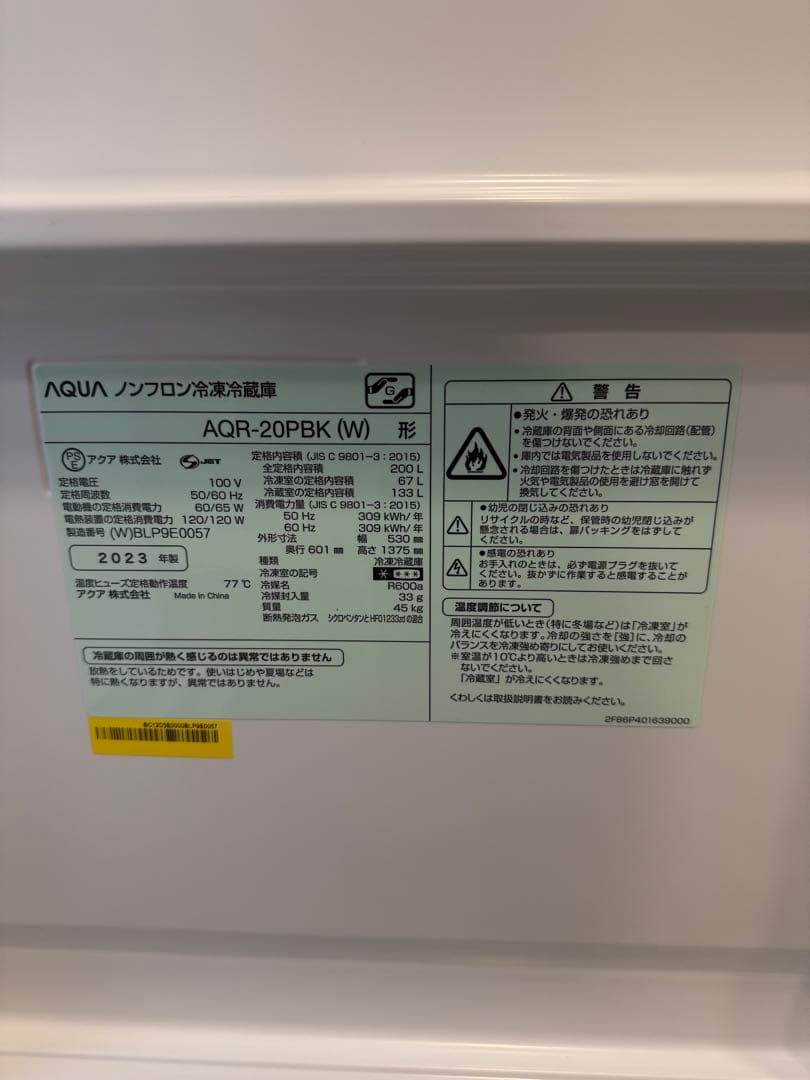 AQUA ノンフロン冷凍冷蔵庫
G
AQR-20PBK (W) 形
PS E アクア 株式会社 S JET
定格電圧 100 V
定格周波数 50/60 Hz
電動機の定格消費電力 60/65 W
電熱装置の定格消費電力 120/120 W
製造番号 (W)BLP9E0057
2023 年製
温度ヒューズ定格動作温度 77 ℃
アクア 株式会社 Made in China
定格内容積 (JIS C 9801-3:2015)
全定格内容積 200 L
冷凍室の定格内容積 67 L
冷蔵室の定格内容積 133 L
消費電力量 (JIS C 9801-3:2015)
50 Hz 309 kWh/年
60 Hz 309 kWh/年
外形寸法 幅 530 ㎜
奥行 601 ㎜ 高さ 1375 ㎜
種類 冷凍冷蔵庫
冷凍室の記号
冷媒名 R600a
冷媒封入量 33 g
質量 45 kg
断熱発泡ガス シクロペンタンとHFO1233zdの混合
冷蔵庫の周囲が熱く感じるのは異常ではありません
放熱をしているためです。使いはじめや夏場などは
特に熱くなりますが、異常ではありません。
BC13Q5E0000BLP9E0057
警 告
●発火・爆発の恐れあり
・冷蔵庫の背面や側面にある冷却回路(配管)
を傷つけないでください。
・庫内では電気製品を使用しないでください。
・冷却回路を傷つけたときは冷蔵庫に触れず
火気や電気製品の使用を避け窓を開けて
換気してください。
●幼児の閉じ込みの恐れあり
リサイクルの時など、保管時の幼児閉じ込みが
懸念される場合は、扉パッキングをはずして
ください。
●感電の恐れあり
お手入れのときは、必ず電源プラグを抜いて
ください。抜かずに作業すると感電することが
あります。
温度調節について
周囲温度が低いとき(特に冬場など)は「冷凍室」が
冷えにくくなります。冷却の強さを[強]に、冷却の
バランスを冷凍強め寄りにしてお使いください。
※室温が10℃より高いときは冷凍強めまで回さ
ないでください。
「冷蔵室」が冷えにくくなります。
くわしくは取扱説明書をお読みください。
2FB6P401639000